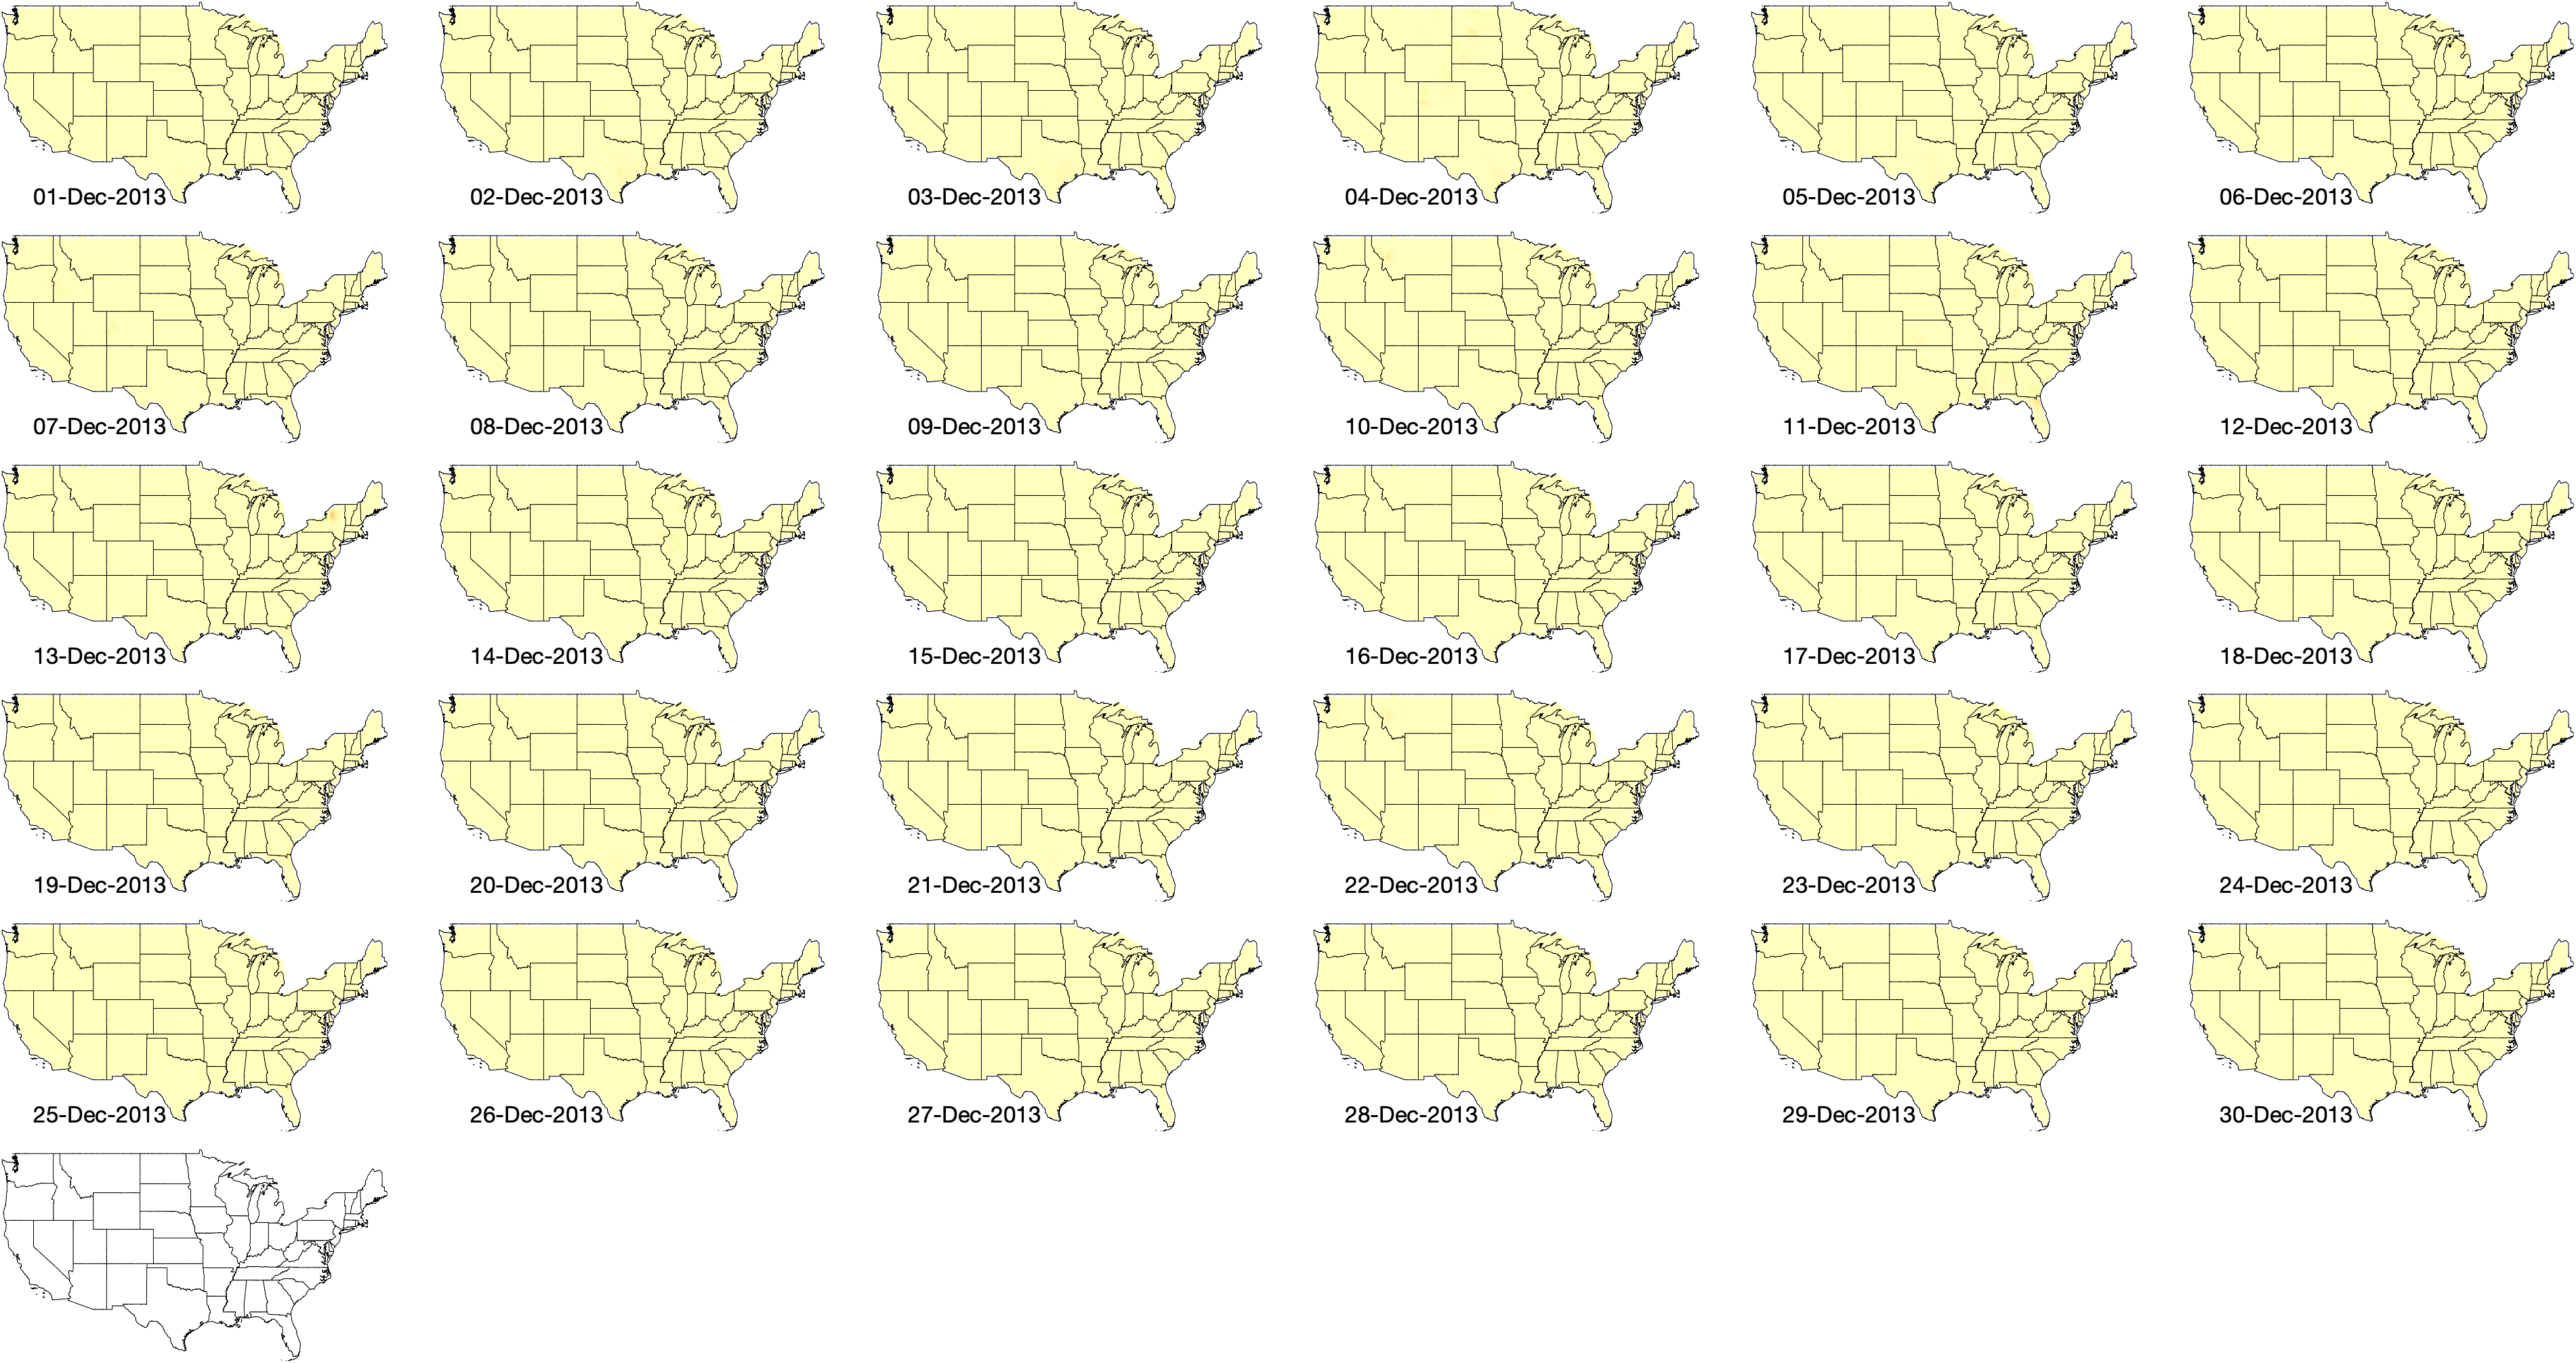 01-Dec-2013 02-Dec-2013 03-Dec-2013 04-Dec-2013 05-Dec-2013 06-Dec-2013
07-Dec-2013 08-Dec-2013 09-Dec-2013 10-Dec-2013 11-Dec-2013 12-Dec-2013
13-Dec-2013 14-Dec-2013 15-Dec-2013 16-Dec-2013 17-Dec-2013 18-Dec-2013
19-Dec-2013 20-Dec-2013 21-Dec-2013 22-Dec-2013 23-Dec-2013 24-Dec-2013
25-Dec-2013 26-Dec-2013 27-Dec-2013 28-Dec-2013 29-Dec-2013 30-Dec-2013